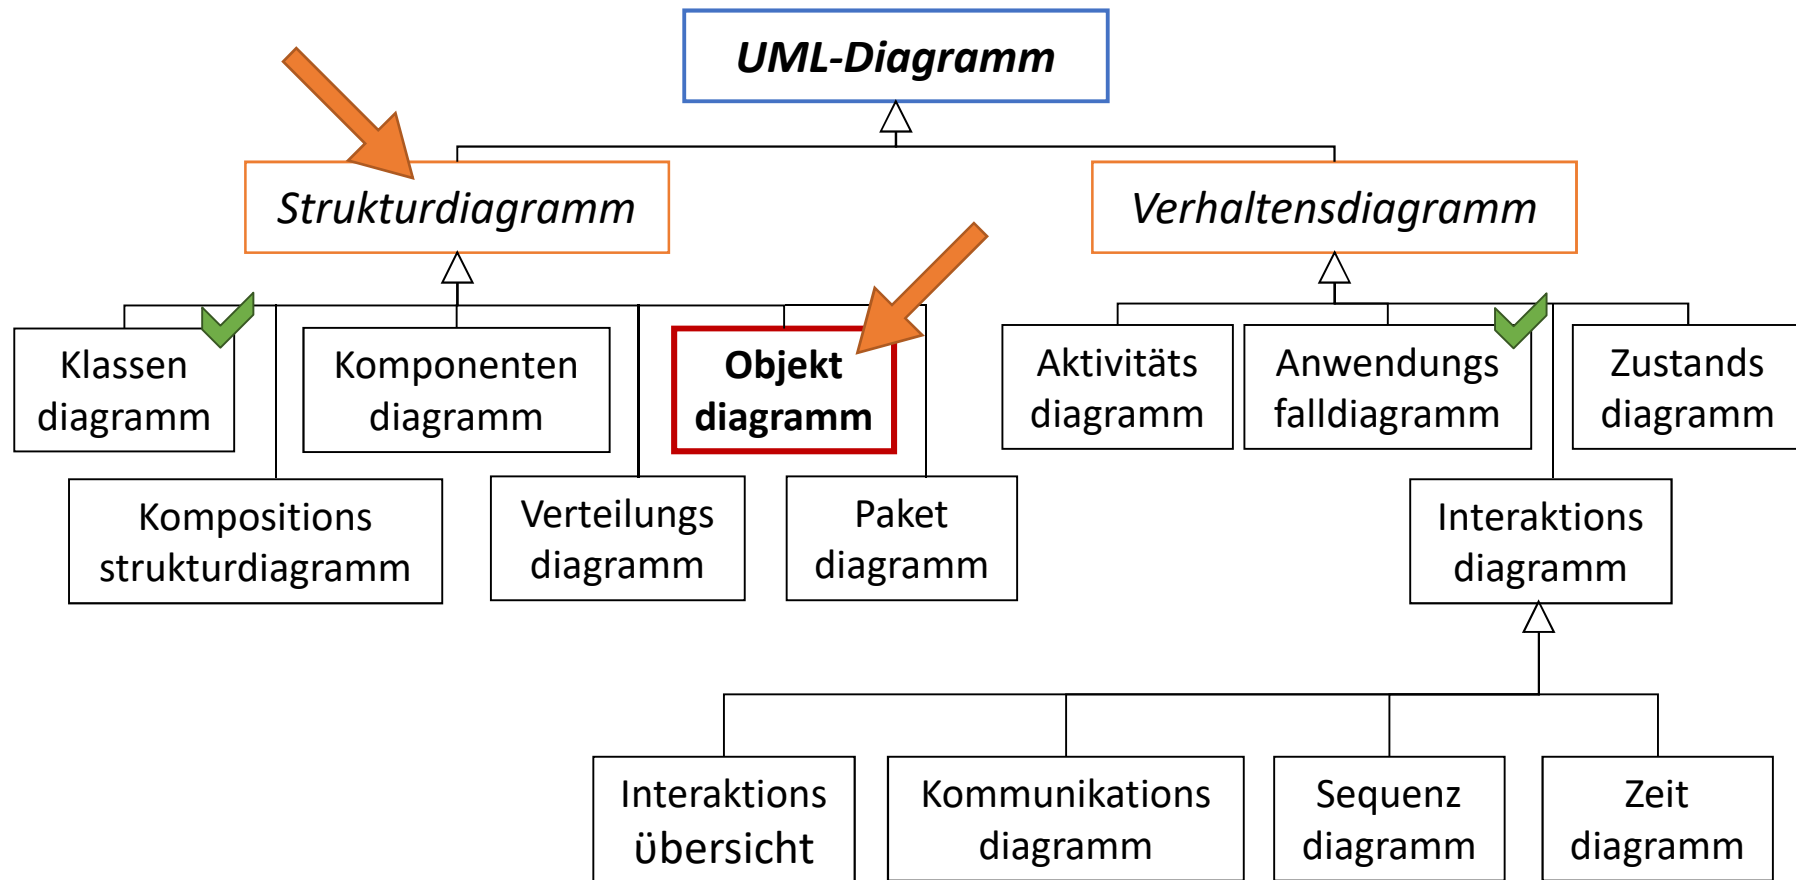 UML-Diagramm
Strukturdiagramm
Verhaltensdiagramm
Klassen
diagramm
Komponenten
diagramm
Objekt
diagramm
Aktivitäts
diagramm
Anwendungs
falldiagramm
Zustands
diagramm
Kompositions
strukturdiagramm
Verteilungs
diagramm
Paket
diagramm
Interaktions
diagramm
Interaktions
übersicht
Kommunikations
diagramm
Sequenz
diagramm
Zeit
diagramm